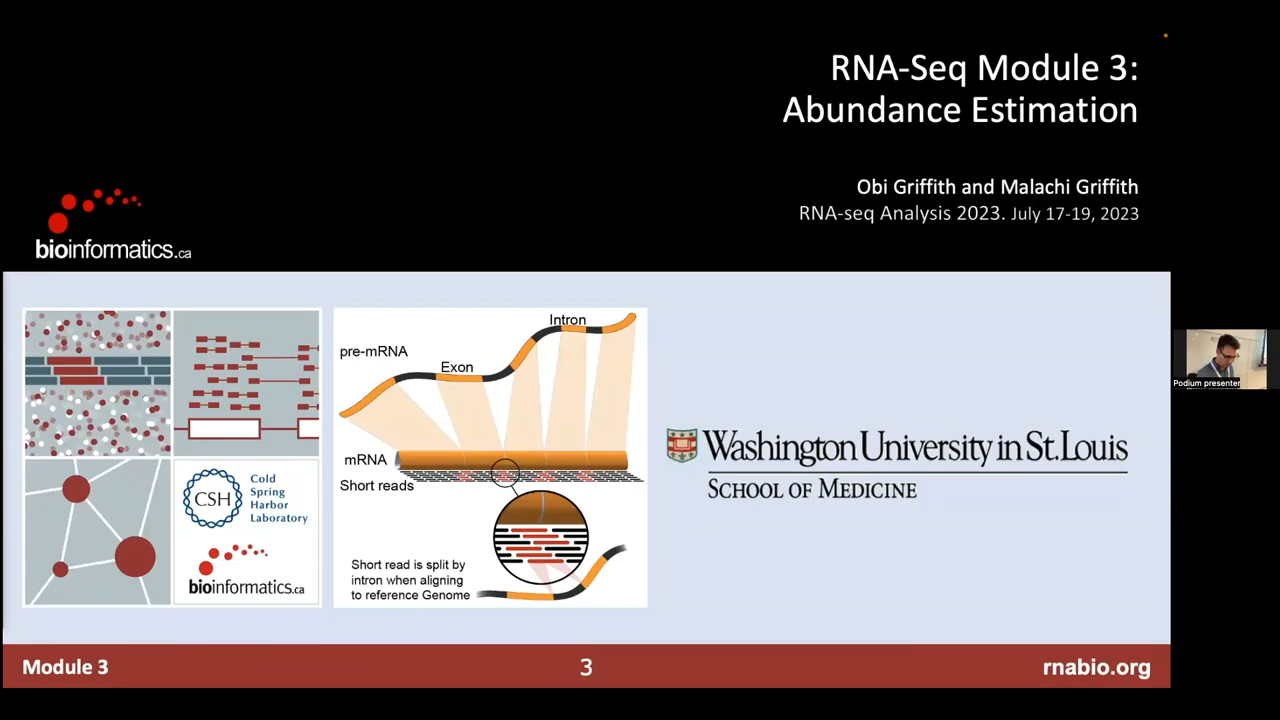 RNA-Seq Module 3:
Abundance Estimation
Obi Griffith and Malachi Griffith
RNA-seq Analysis 2023. July 17-19, 2023
bioinformatics.ca
CSH
Cold
Spring
Harbor
Laboratory
bioinformatics.ca
Intron
pre-mRNA
Exon
mRNA
Short reads
Short read is split by
intron when aligning
to reference Genome
Washington University in St. Louis
School of Medicine
Podium presenter
Module 3
3
rnabio.org